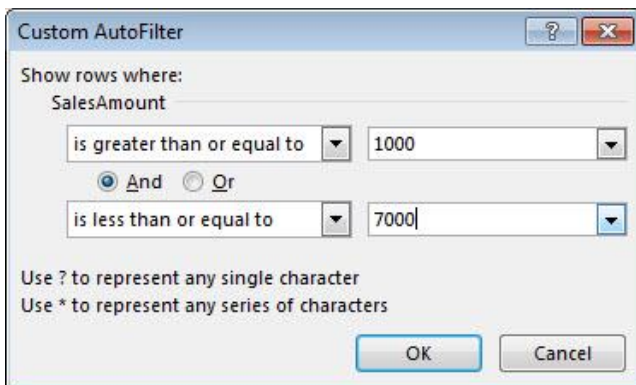 Custom AutoFilter
?
Show rows where:
SalesAmount
is greater than or equal to 1000
And Or
is less than or equal to 7000
Use ? to represent any single character
Use * to represent any series of characters
OK Cancel